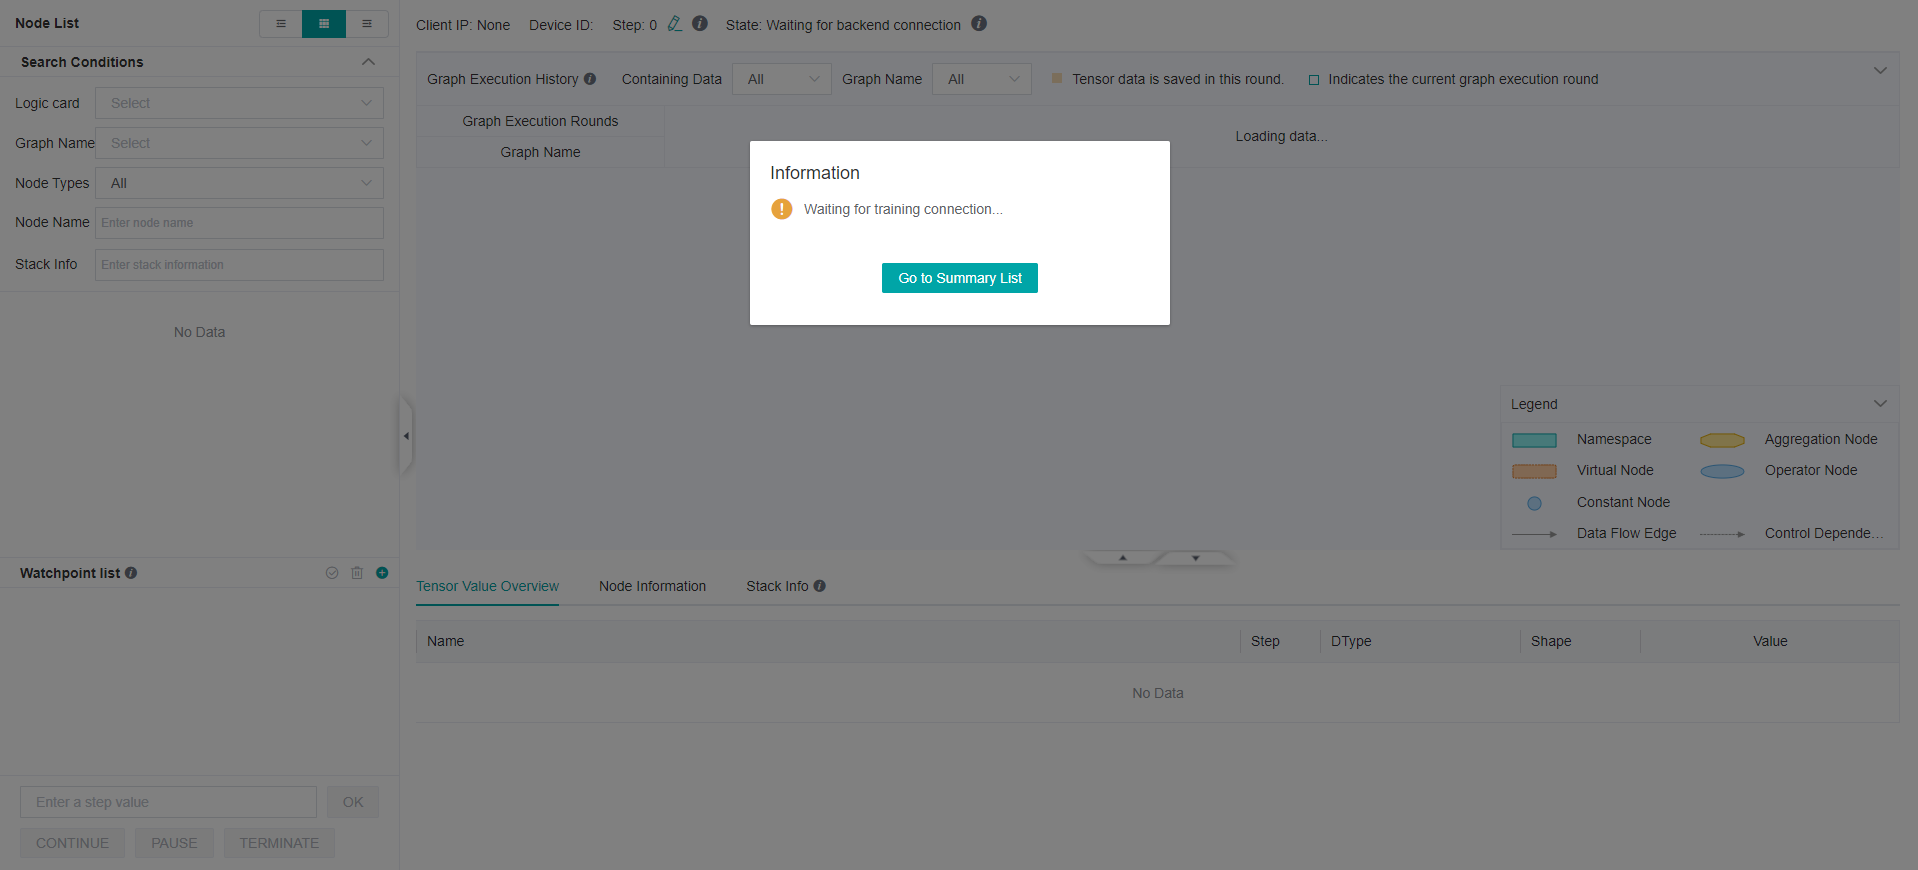 Node List
Client IP: None Device ID: Step: 0 State: Waiting for backend connection
Search Conditions
Logic card Select
Graph Name Select
Node Types All
Node Name Enter node name
Stack Info Enter stack information
No Data
Watchpoint list
Enter a step value OK
CONTINUE PAUSE TERMINATE
Graph Execution History Containing Data All Graph Name All Tensor data is saved in this round. Indicates the current graph execution round
Graph Execution Rounds
Graph Name
Loading data...
Information
Waiting for training connection...
Go to Summary List
Legend
Namespace Aggregation Node
Virtual Node Operator Node
Constant Node
Data Flow Edge Control Depende...
Tensor Value Overview Node Information Stack Info
Name Step DType Shape Value
No Data